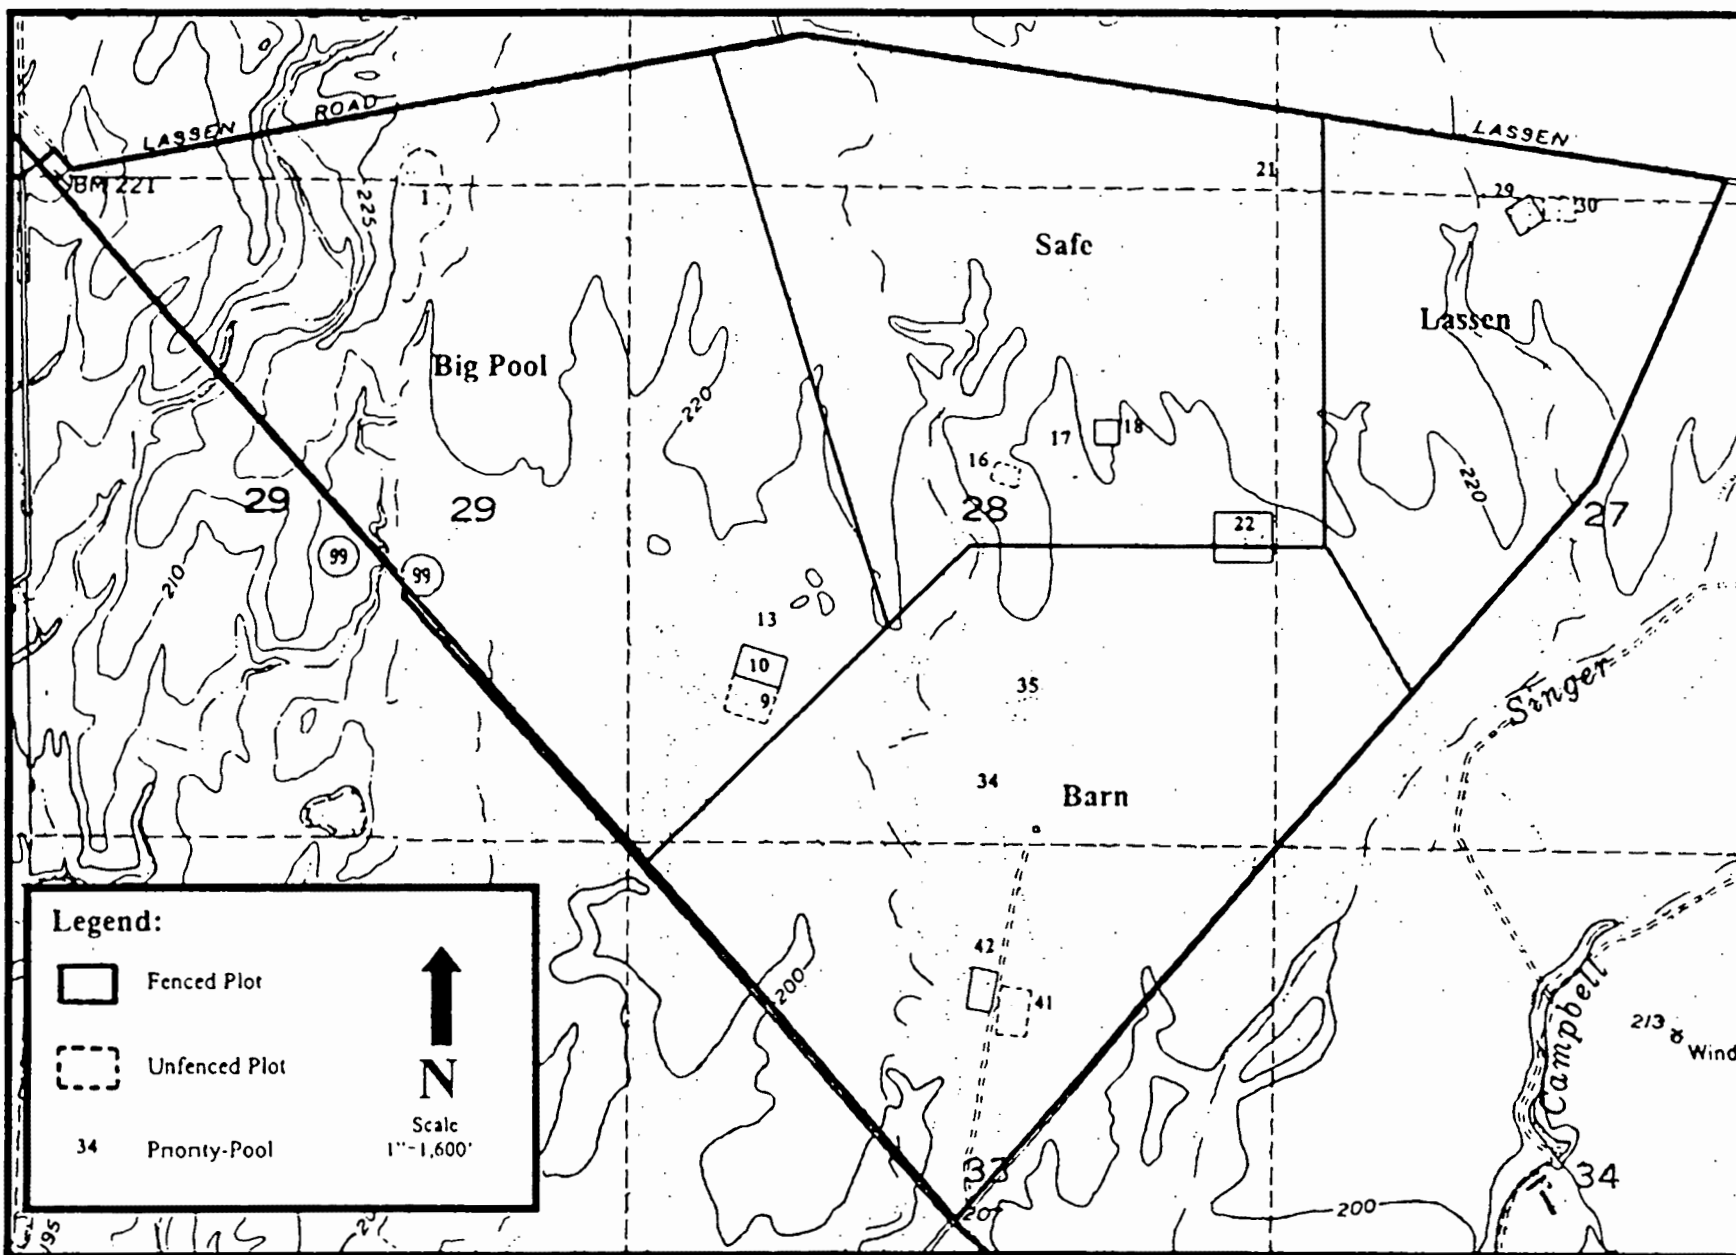 LASSEN ROAD
LASSEN
BM 221
1
225
21
29
30
Safe
Lassen
Big Pool
220
17
18
16
220
29
29
28
22
27
99
99
210
13
10
9
35
Singer
34
Barn
Legend:
Fenced Plot
Unfenced Plot
34
Priority-Pool
N
Scale
1"-1,600'
42
41
200
Campbell
213
Wind
33
34
200
95